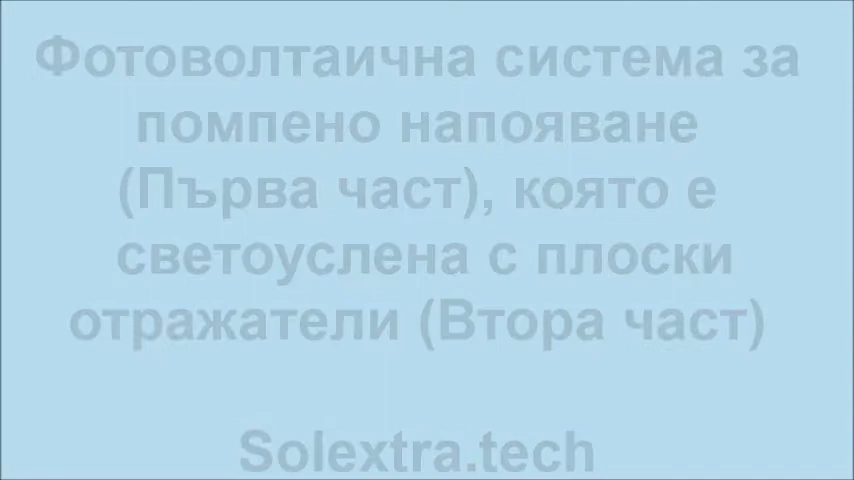 Фотоволтаична система за
помпено напояване
(Първа част), която е
светоуслена с плоски
отражатели (Втора част)
Solextra.tech